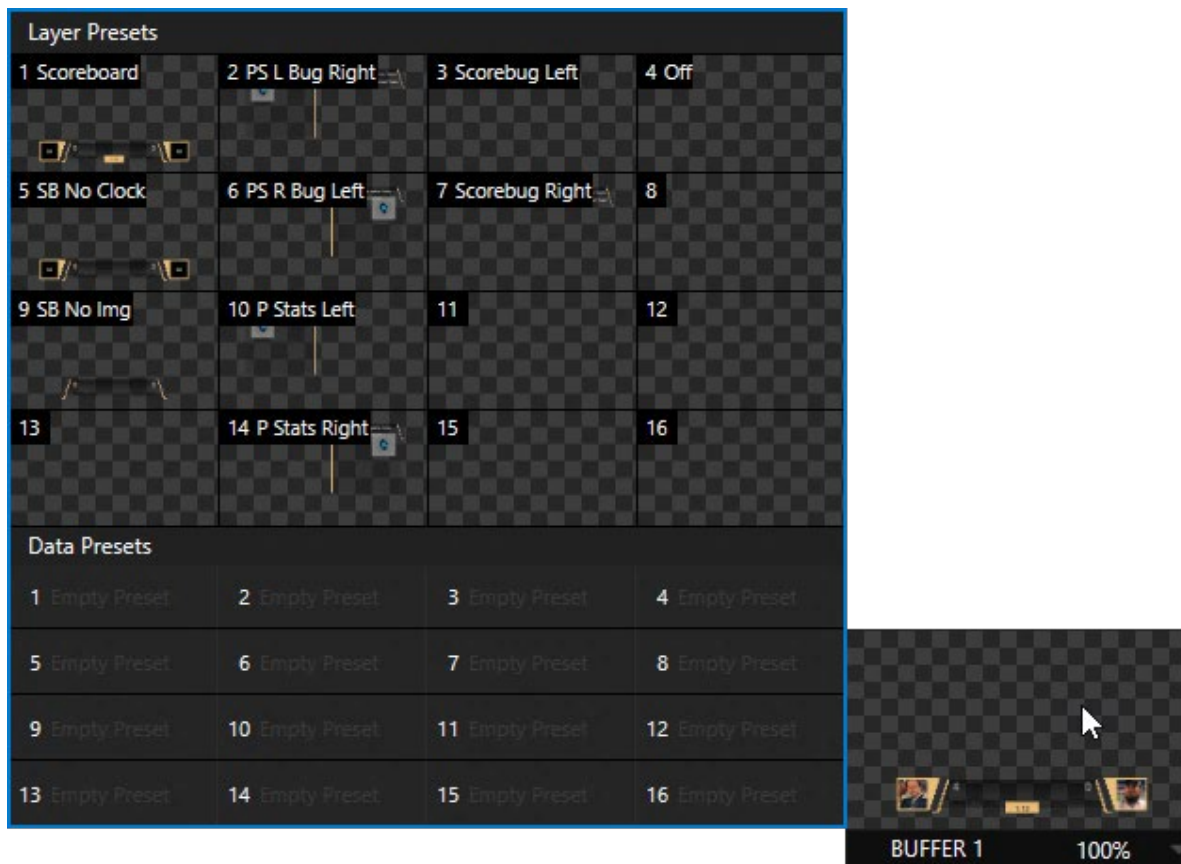 Layer Presets
1 Scoreboard
2 PS L Bug Right
3 Scorebug Left
4 Off
5 SB No Clock
6 PS R Bug Left
7 Scorebug Right
8
9 SB No Img
10 P Stats Left
11
12
13
14 P Stats Right
15
16
Data Presets
1 Empty Preset
2 Empty Preset
3 Empty Preset
4 Empty Preset
5 Empty Preset
6 Empty Preset
7 Empty Preset
8 Empty Preset
9 Empty Preset
10 Empty Preset
11 Empty Preset
12 Empty Preset
13 Empty Preset
14 Empty Preset
15 Empty Preset
16 Empty Preset
BUFFER 1
100%